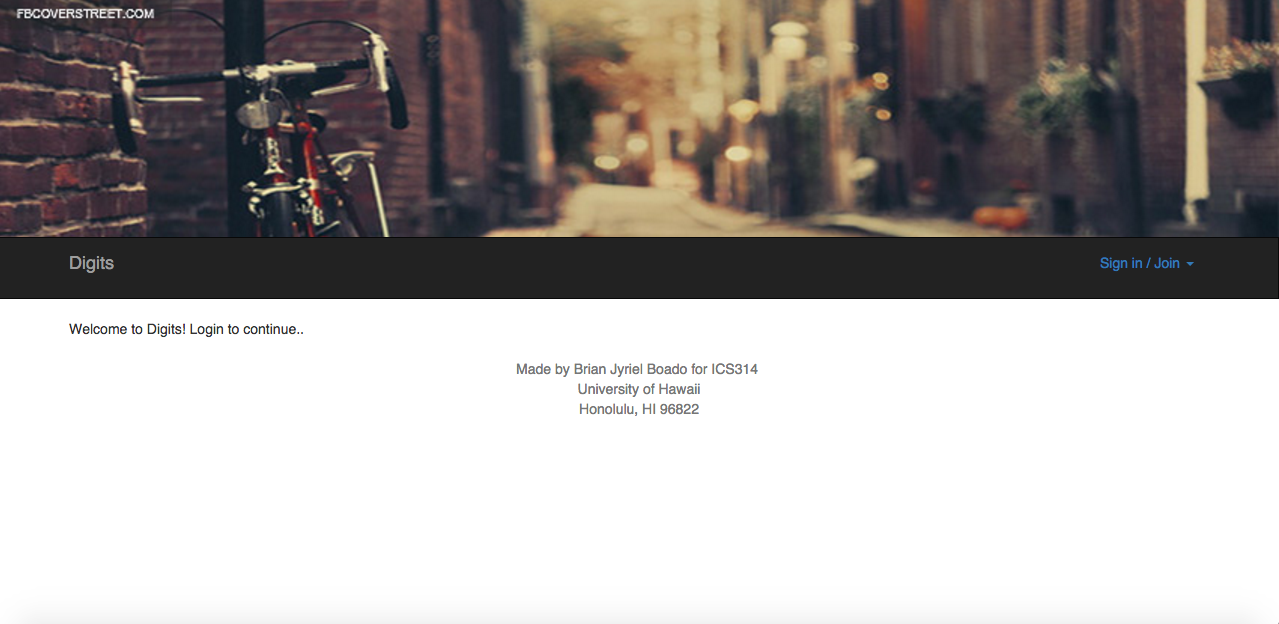 FBCOVERSTREET.COM
Digits
Sign in / Join
Welcome to Digits! Login to continue..
Made by Brian Jyriel Boado for ICS314
University of Hawaii
Honolulu, HI 96822